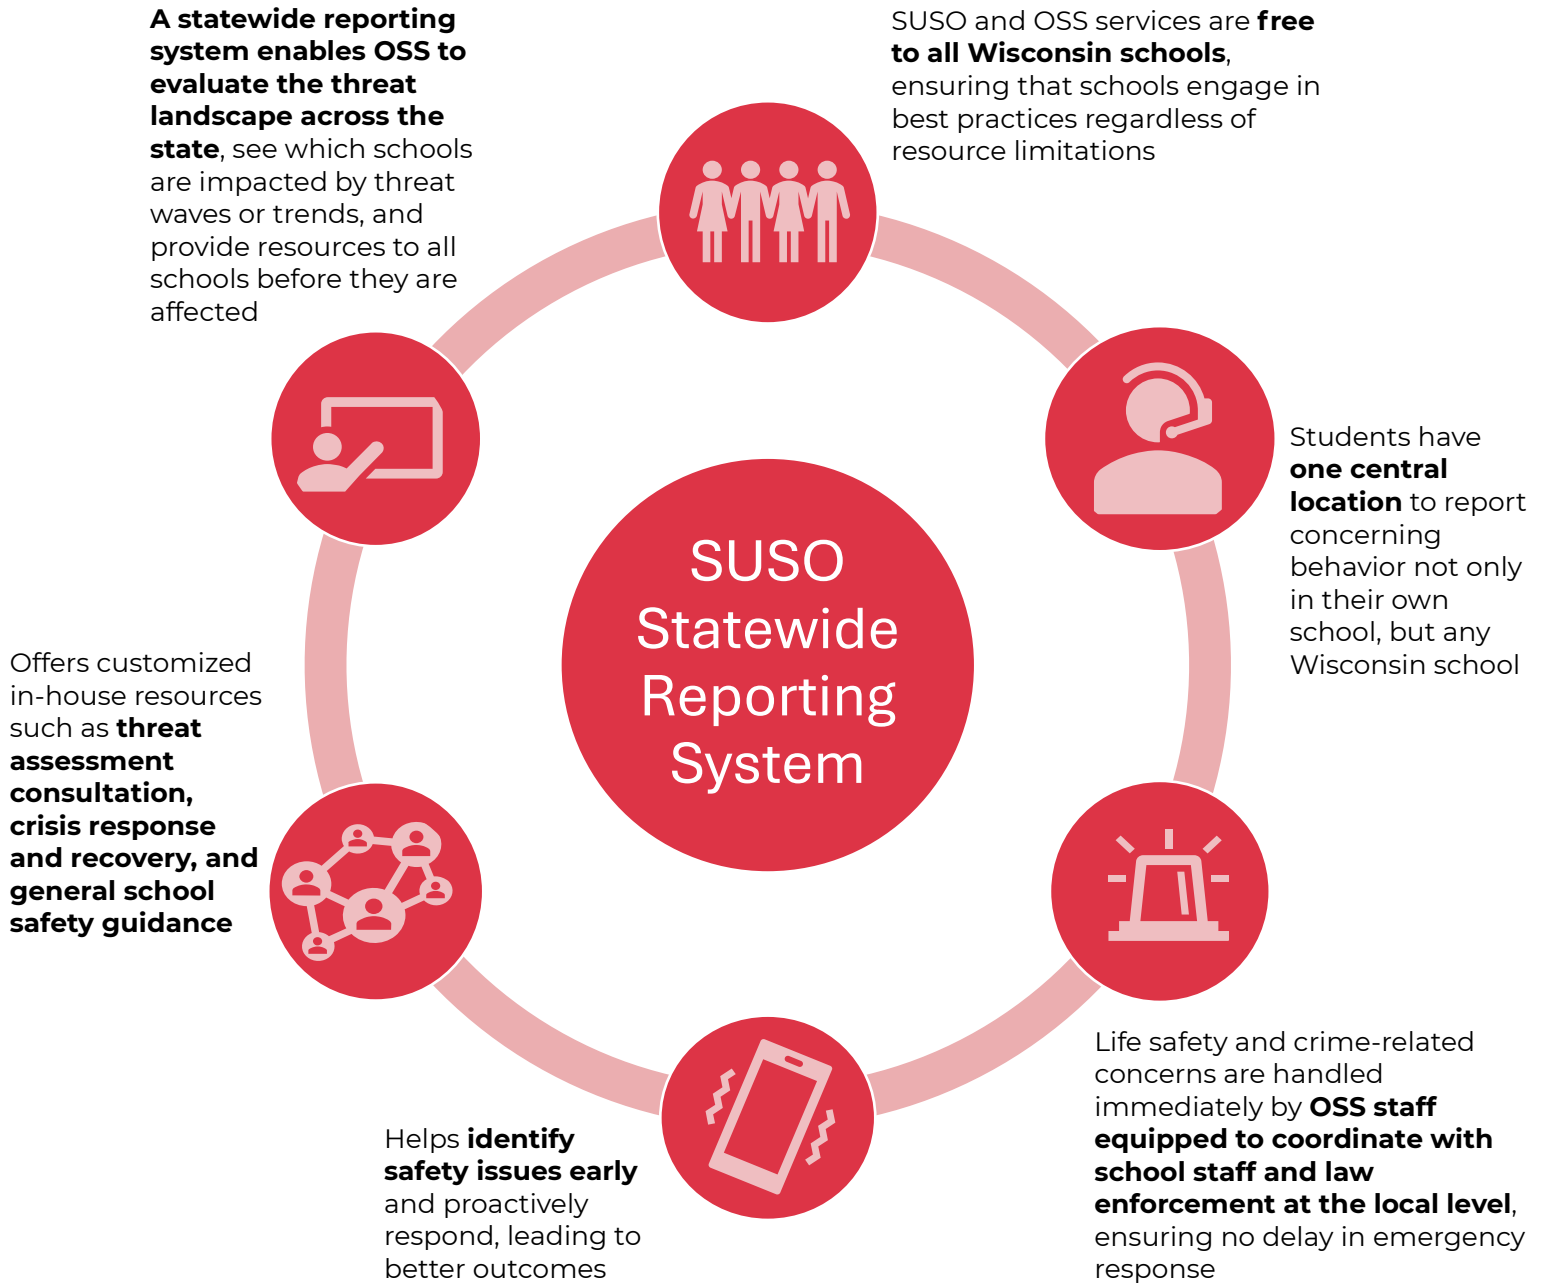 A statewide reporting
system enables OSS to
evaluate the threat
landscape across the
state, see which schools
are impacted by threat
waves or trends, and
provide resources to all
schools before they are
affected
SUSO and OSS services are free
to all Wisconsin schools,
ensuring that schools engage in
best practices regardless of
resource limitations
Students have
one central
location to report
concerning
behavior not only
in their own
school, but any
Wisconsin school
SUSO
Statewide
Reporting
System
Offers customized
in-house resources
such as threat
assessment
consultation,
crisis response
and recovery, and
general school
safety guidance
Life safety and crime-related
concerns are handled
immediately by OSS staff
equipped to coordinate with
school staff and law
enforcement at the local level,
ensuring no delay in emergency
response
Helps identify
safety issues early
and proactively
respond, leading to
better outcomes